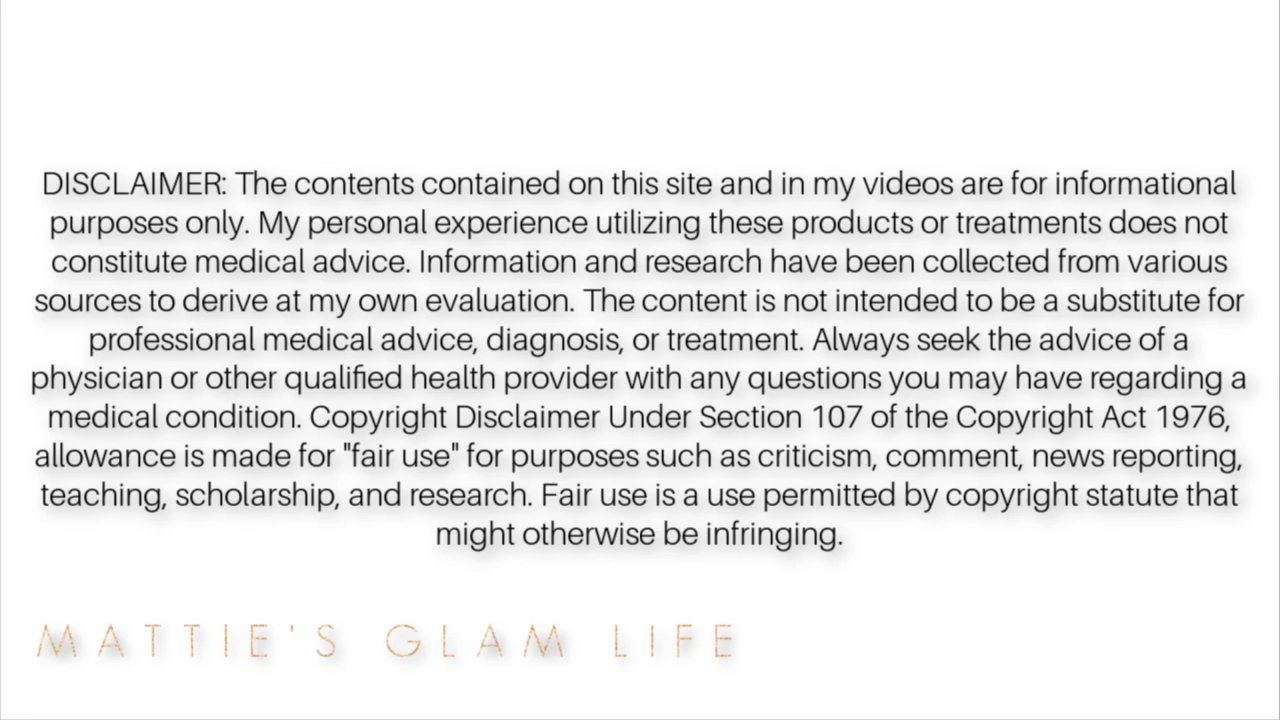 DISCLAIMER: The contents contained on this site and in my videos are for informational
purposes only. My personal experience utilizing these products or treatments does not
constitute medical advice. Information and research have been collected from various
sources to derive at my own evaluation. The content is not intended to be a substitute for
professional medical advice, diagnosis, or treatment. Always seek the advice of a
physician or other qualified health provider with any questions you may have regarding a
medical condition. Copyright Disclaimer Under Section 107 of the Copyright Act 1976,
allowance is made for "fair use" for purposes such as criticism, comment, news reporting,
teaching, scholarship, and research. Fair use is a use permitted by copyright statute that
might otherwise be infringing.
MATTIE'S GLAM LIFE